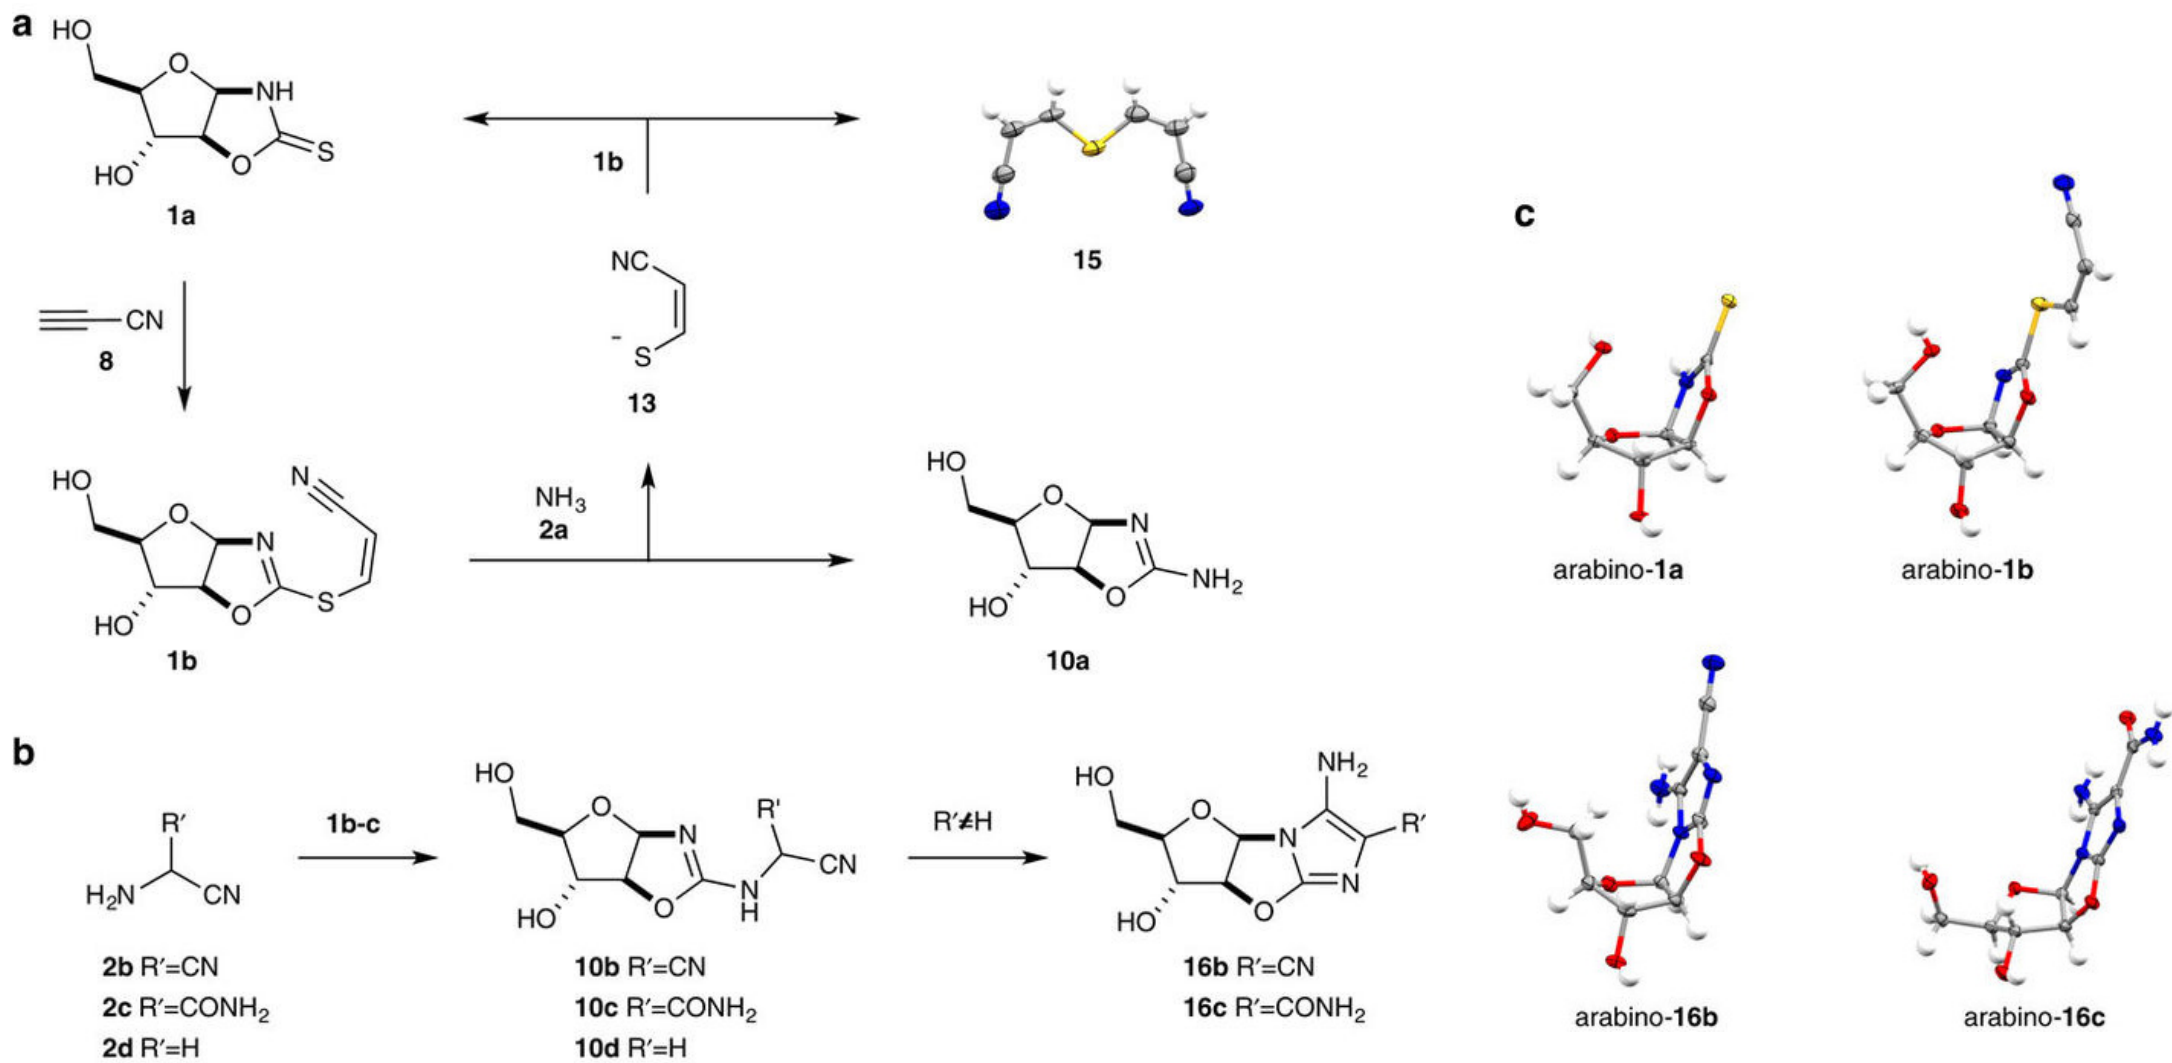 a
HO
O
NH
O
S
HO
1a
1b
15
c
≡—CN
8
NC
S
-
13
HO
O
N
N
O
S
HO
1b
NH3
2a
HO
O
N
NH2
O
HO
10a
arabino-1a
arabino-1b
b
R′
H2N
CN
1b-c
HO
O
N
R′
CN
N
H
O
HO
R′≢H
HO
O
NH2
N
R′
N
O
HO
2b R′=CN
2c R′=CONH2
2d R′=H
10b R′=CN
10c R′=CONH2
10d R′=H
16b R′=CN
16c R′=CONH2
arabino-16b
arabino-16c